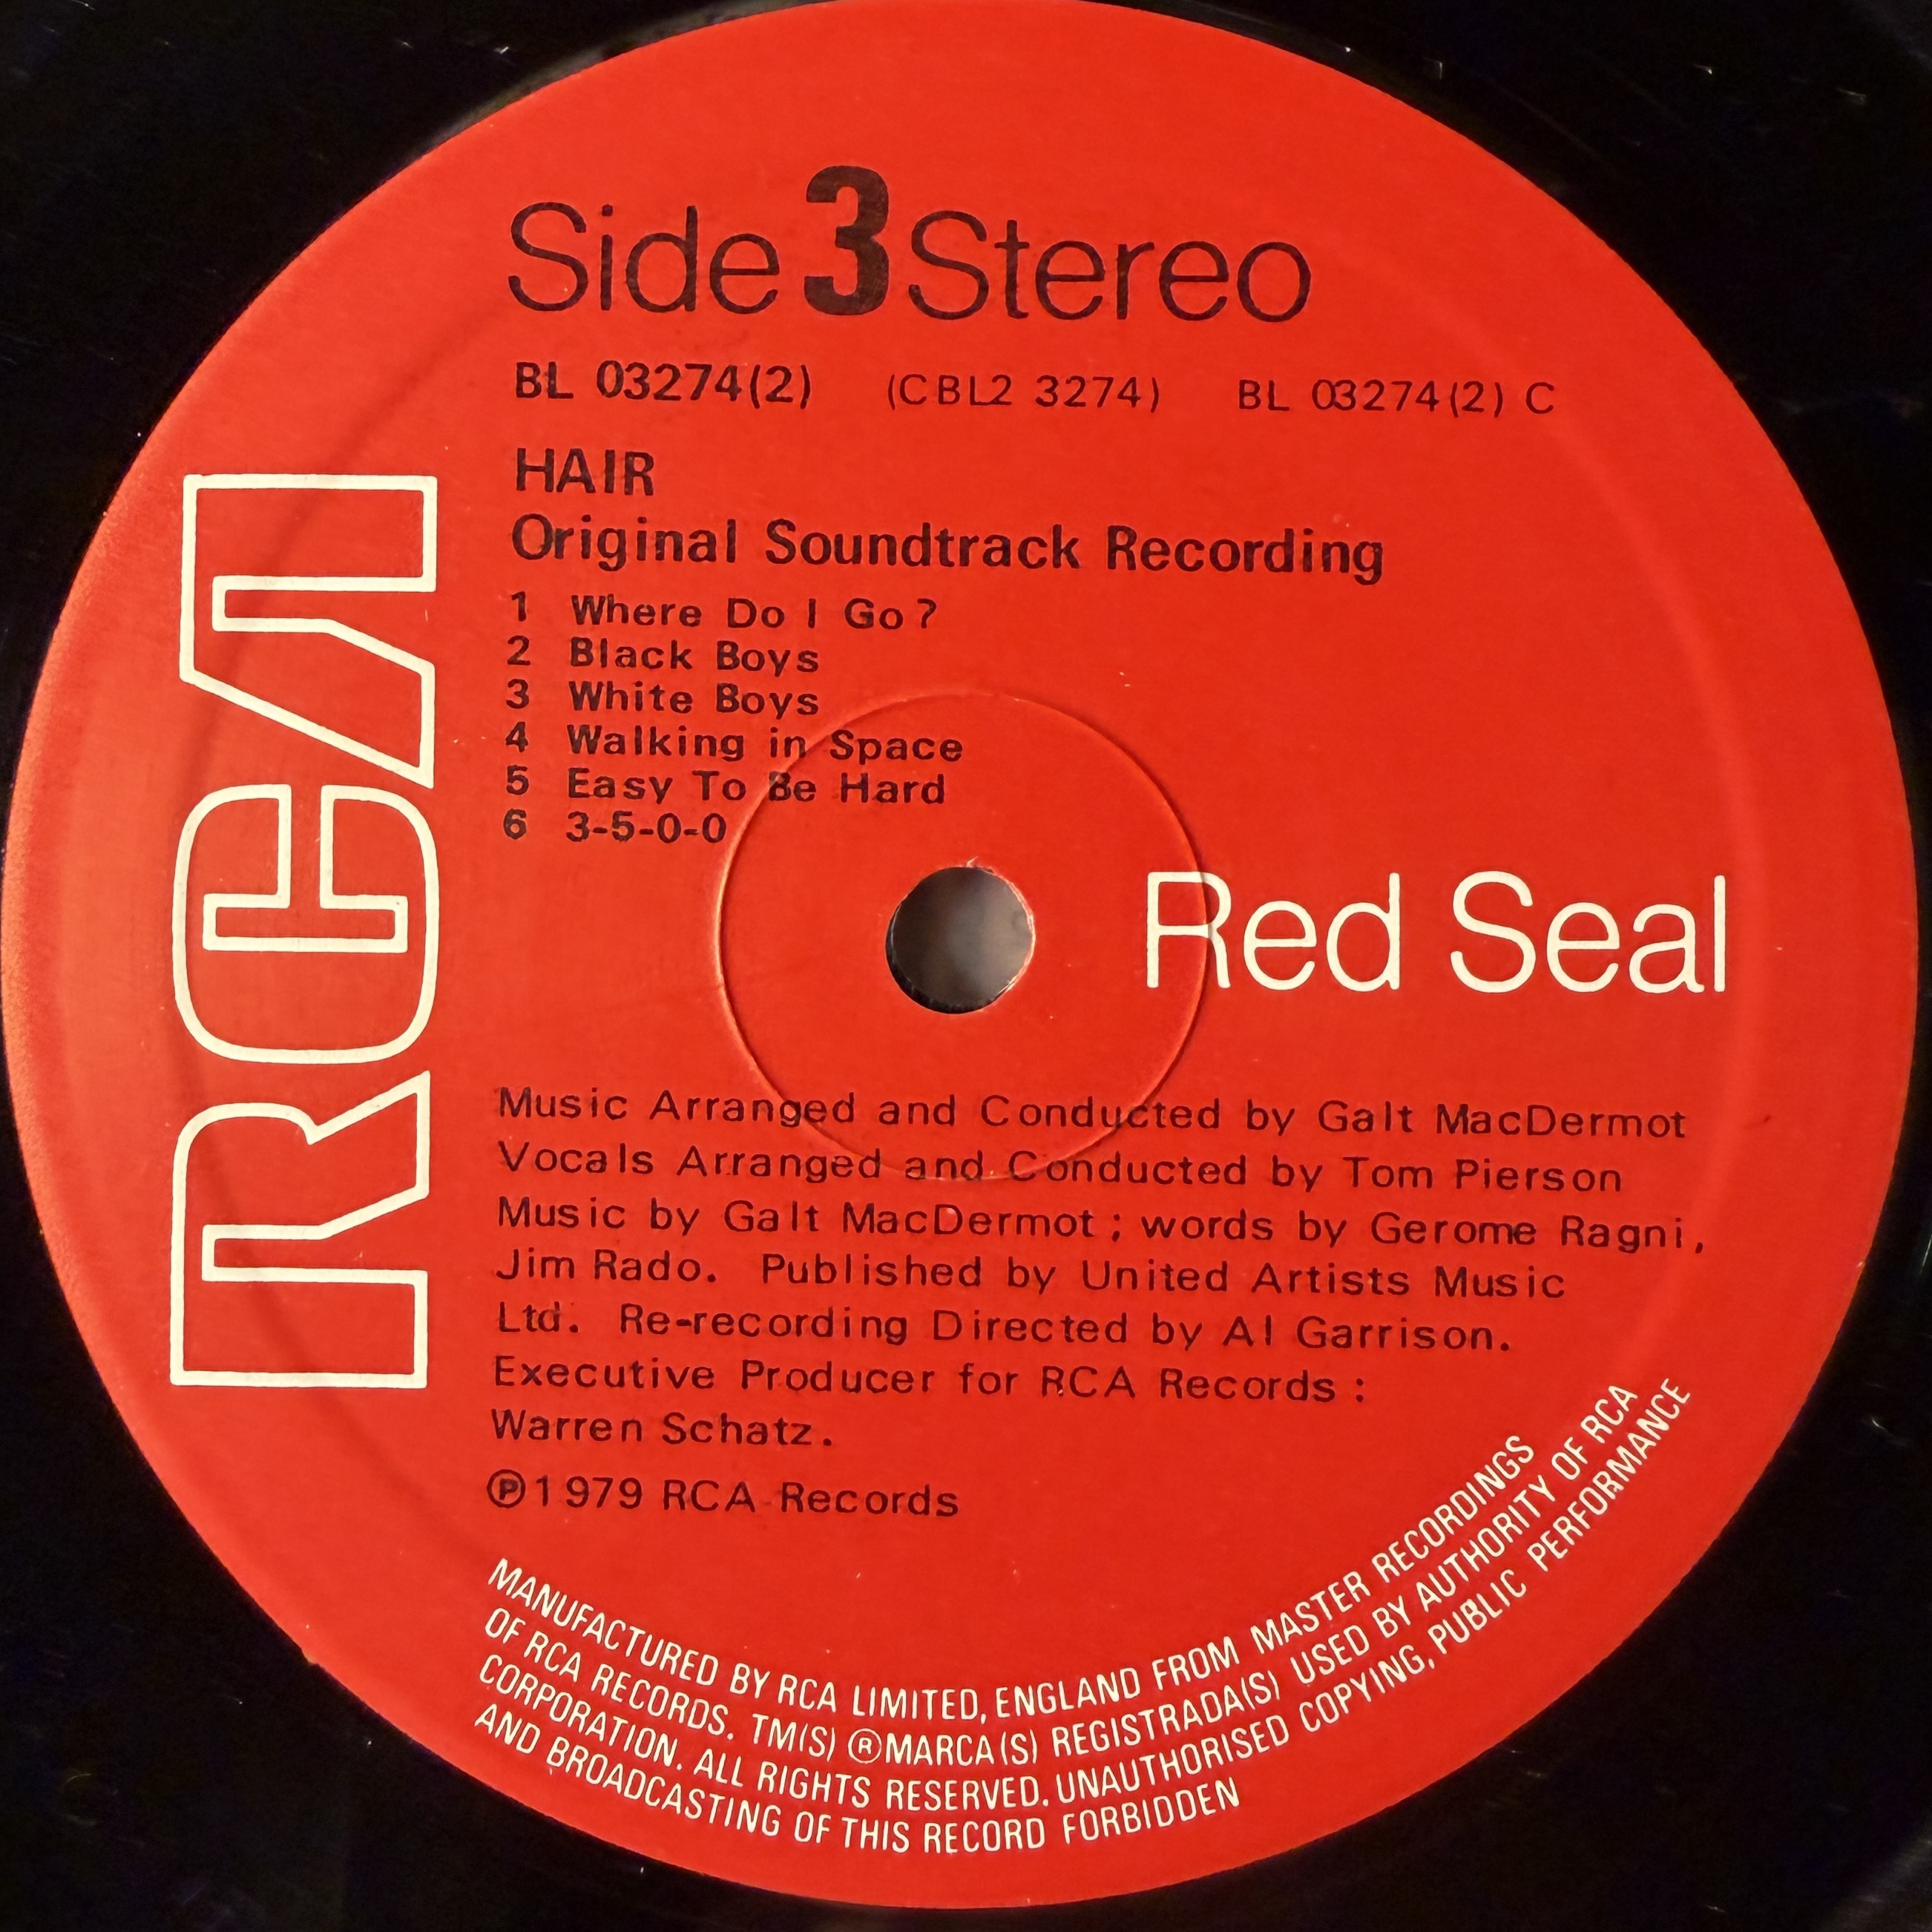 Side 3 Stereo
BL 03274(2) (CBL2 3274) BL 03274(2) C
HAIR
Original Soundtrack Recording
1 Where Do I Go?
2 Black Boys
3 White Boys
4 Walking in Space
5 Easy To Be Hard
6 3-5-0-0
RCA
Red Seal
Music Arranged and Conducted by Galt MacDermot
Vocals Arranged and Conducted by Tom Pierson
Music by Galt MacDermot; words by Gerome Ragni,
Jim Rado. Published by United Artists Music
Ltd. Re-recording Directed by Al Garrison.
Executive Producer for RCA Records:
Warren Schatz.
℗1979 RCA Records
MANUFACTURED BY RCA LIMITED, ENGLAND FROM MASTER RECORDINGS
OF RCA RECORDS. TM(S) ®MARCA(S) REGISTRADA(S) USED BY AUTHORITY OF RCA
CORPORATION. ALL RIGHTS RESERVED. UNAUTHORISED COPYING, PUBLIC PERFORMANCE
AND BROADCASTING OF THIS RECORD FORBIDDEN